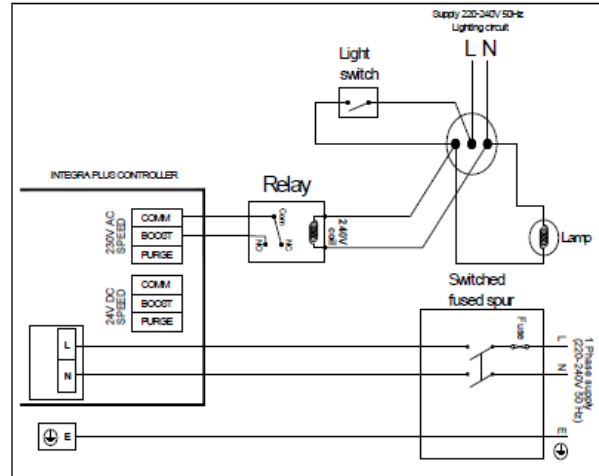 Supply 220-240V 50Hz
Lighting circuit
L N
Light
switch
INTEGRA PLUS CONTROLLER
Relay
230V AC
SPEED
COMM
BOOST
PURGE
Com
NO
NC
240V
coil
Lamp
24V DC
SPEED
COMM
BOOST
PURGE
Switched
fused spur
Fuse
L
N
L
N
1 Phase supply
(220-240V 50 Hz)
E
E